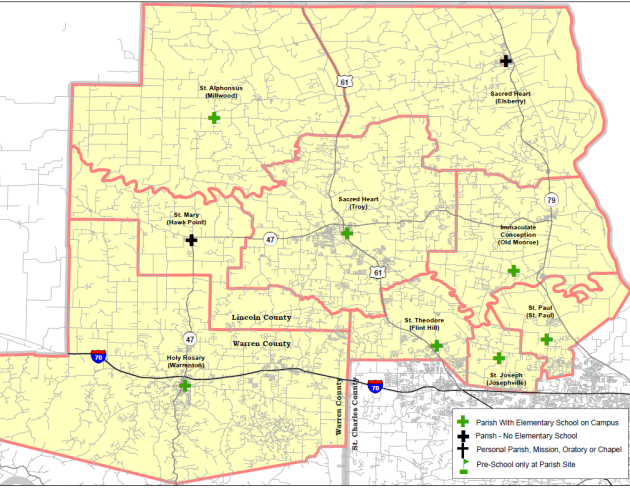 St. Alphonsus
(Millwood)
61
Sacred Heart
(Elsberry)
St. Mary
(Hawk Point)
Sacred Heart
(Troy)
79
47
Immaculate
Conception
(Old Monroe)
61
Lincoln County
Warren County
St. Theodore
(Flint Hill)
St. Paul
(St. Paul)
47
70
Holy Rosary
(Warrenton)
St. Joseph
(Josephville)
70
Warren County
St. Charles County
Parish With Elementary School on Campus
Parish - No Elementary School
Personal Parish, Mission, Oratory or Chapel
Pre-School only at Parish Site